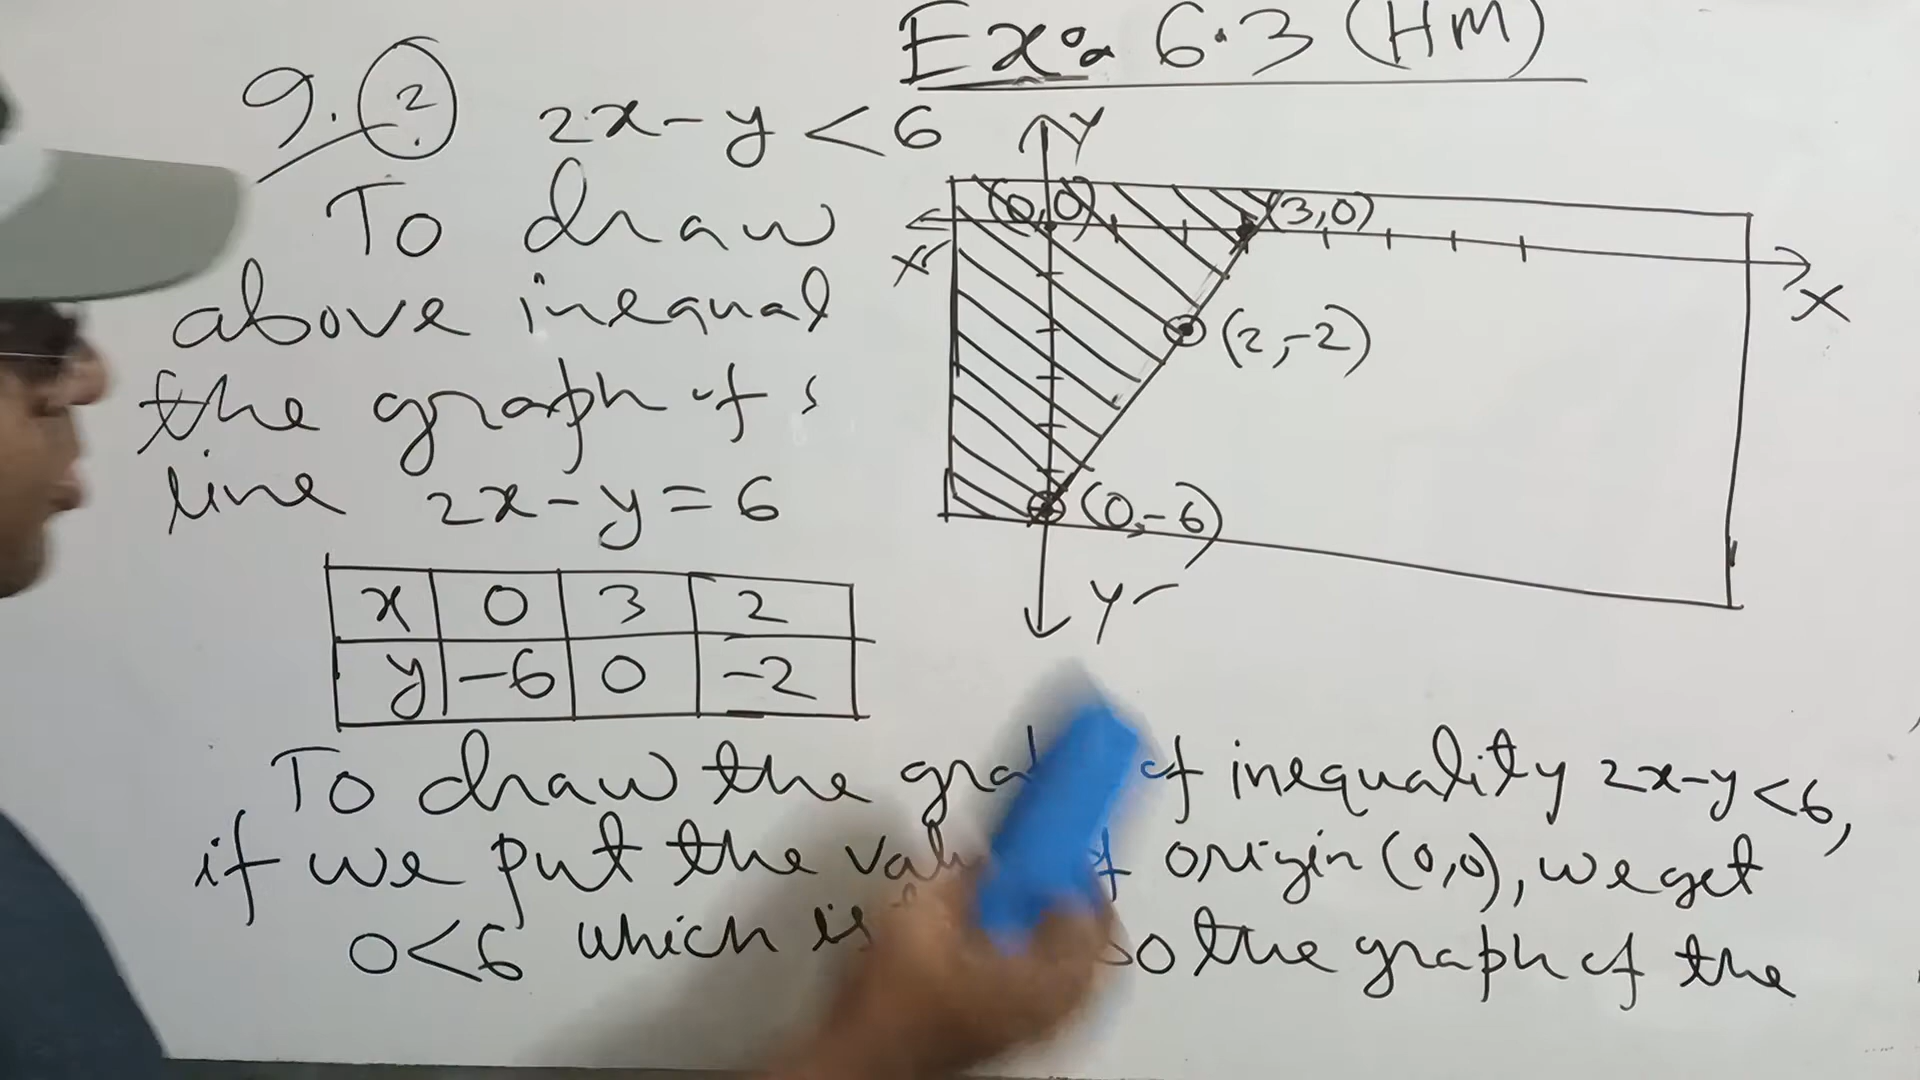 Ex: 6.3 (HM)
9. 2 2x-y<6
To draw
above inequal
the graph of
line 2x-y=6
x 0 3 2
y -6 0 -2
Y
(0,0) (3,0)
X' X
(2,-2)
(0,-6)
Y'
To draw the of inequality 2x-y<6,
if we put the origin (0,0), we get
0<6 which is so the graph of the